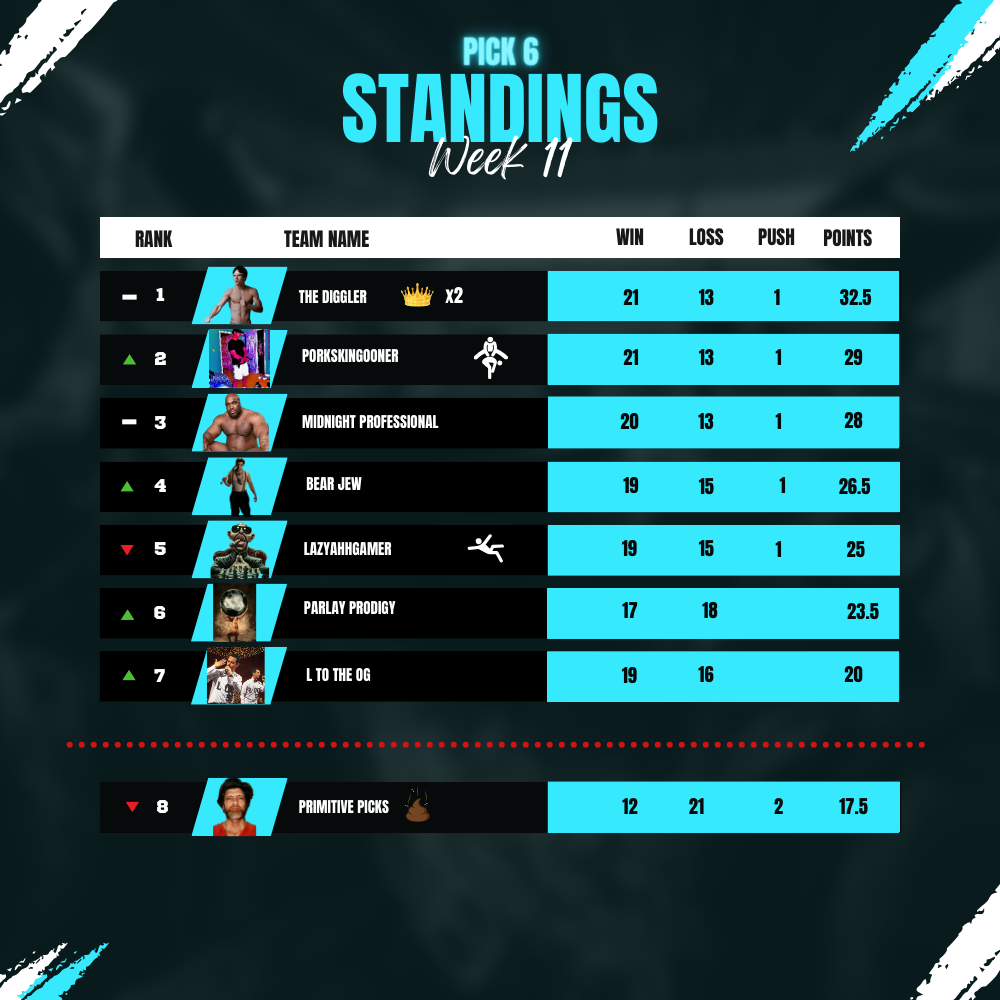 PICK 6
STANDINGS
Week 11
RANK TEAM NAME WIN LOSS PUSH POINTS
1 THE DIGGLER X2 21 13 1 32.5
2 PORKSKINGOONER 21 13 1 29
3 MIDNIGHT PROFESSIONAL 20 13 1 28
4 BEAR JEW 19 15 1 26.5
5 LAZYAHHGAMER 19 15 1 25
6 PARLAY PRODIGY 17 18 23.5
7 L TO THE OG 19 16 20
8 PRIMITIVE PICKS 12 21 2 17.5